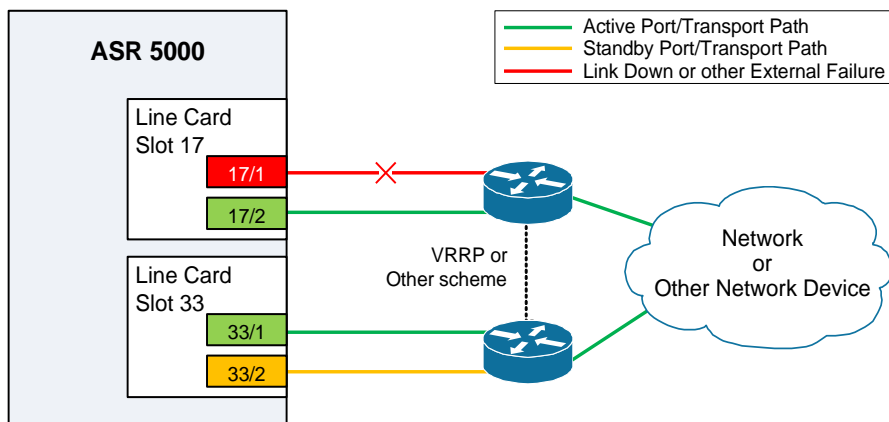 ASR 5000
Active Port/Transport Path
Standby Port/Transport Path
Link Down or other External Failure
Line Card
Slot 17
17/1
17/2
VRRP or
Other scheme
Network
or
Other Network Device
Line Card
Slot 33
33/1
33/2